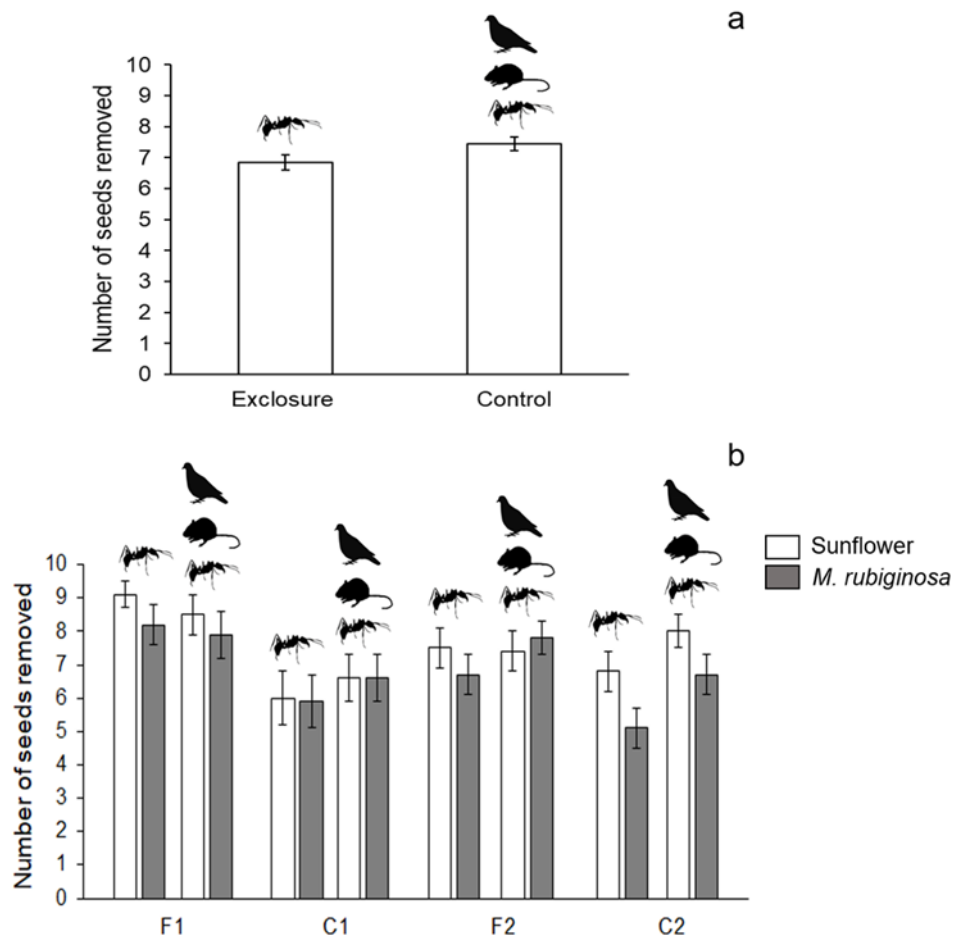 a
Number of seeds removed
10
9
8
7
6
5
4
3
2
1
0
Exclosure Control
b
Number of seeds removed
10
9
8
7
6
5
4
3
2
1
0
F1 C1 F2 C2
Sunflower
M. rubiginosa